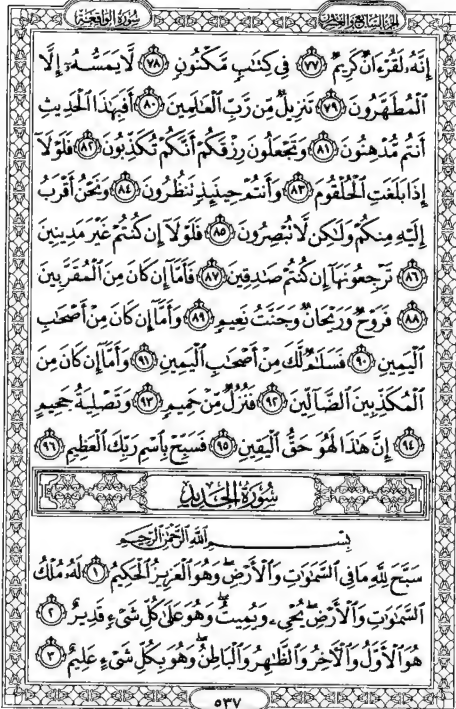 الجزء السابع والعشرون سورة الواقعة
إِنَّهُۥ لَقُرْءَانٌ كَرِيمٌ ٧٧ فِى كِتَٰبٍ مَّكْنُونٍ ٧٨ لَّا يَمَسُّهُۥٓ إِلَّا
ٱلْمُطَهَّرُونَ ٧٩ تَنزِيلٌ مِّن رَّبِّ ٱلْعَٰلَمِينَ ٨٠ أَفَبِهَٰذَا ٱلْحَدِيثِ
أَنتُم مُّدْهِنُونَ ٨١ وَتَجْعَلُونَ رِزْقَكُمْ أَنَّكُمْ تُكَذِّبُونَ ٨٢ فَلَوْلَآ
إِذَا بَلَغَتِ ٱلْحُلْقُومَ ٨٣ وَأَنتُمْ حِينَئِذٍ تَنظُرُونَ ٨٤ وَنَحْنُ أَقْرَبُ
إِلَيْهِ مِنكُمْ وَلَٰكِن لَّا تُبْصِرُونَ ٨٥ فَلَوْلَآ إِن كُنتُمْ غَيْرَ مَدِينِينَ
٨٦ تَرْجِعُونَهَآ إِن كُنتُمْ صَٰدِقِينَ ٨٧ فَأَمَّآ إِن كَانَ مِنَ ٱلْمُقَرَّبِينَ
٨٨ فَرَوْحٌ وَرَيْحَانٌ وَجَنَّتُ نَعِيمٍ ٨٩ وَأَمَّآ إِن كَانَ مِنْ أَصْحَٰبِ
ٱلْيَمِينِ ٩٠ فَسَلَٰمٌ لَّكَ مِنْ أَصْحَٰبِ ٱلْيَمِينِ ٩١ وَأَمَّآ إِن كَانَ مِنَ
ٱلْمُكَذِّبِينَ ٱلضَّآلِّينَ ٩٢ فَنُزُلٌ مِّنْ حَمِيمٍ ٩٣ وَتَصْلِيَةُ جَحِيمٍ
٩٤ إِنَّ هَٰذَا لَهُوَ حَقُّ ٱلْيَقِينِ ٩٥ فَسَبِّحْ بِٱسْمِ رَبِّكَ ٱلْعَظِيمِ ٩٦
سُورَةُ الحَدِيدِ
بِسْمِ ٱللَّهِ ٱلرَّحْمَٰنِ ٱلرَّحِيمِ
سَبَّحَ لِلَّهِ مَا فِى ٱلسَّمَٰوَٰتِ وَٱلْأَرْضِ ۖ وَهُوَ ٱلْعَزِيزُ ٱلْحَكِيمُ ١ لَهُۥ مُلْكُ
ٱلسَّمَٰوَٰتِ وَٱلْأَرْضِ ۖ يُحْىِۦ وَيُمِيتُ ۖ وَهُوَ عَلَىٰ كُلِّ شَىْءٍ قَدِيرٌ ٢
هُوَ ٱلْأَوَّلُ وَٱلْءَاخِرُ وَٱلظَّٰهِرُ وَٱلْبَاطِنُ ۖ وَهُوَ بِكُلِّ شَىْءٍ عَلِيمٌ ٣
٥٣٧